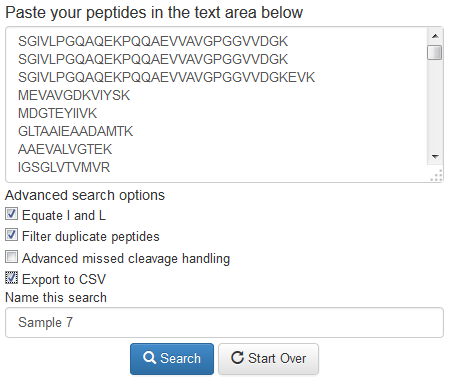 Paste your peptides in the text area below
SGIVLPGQAQEKPQQAEVVAVGPGGVVDGK
SGIVLPGQAQEKPQQAEVVAVGPGGVVDGK
SGIVLPGQAQEKPQQAEVVAVGPGGVVDGKEVK
MEVAVGDKVIYSK
MDGTEYIIVK
GLTAAIEAADAMTK
AAEVALVGTEK
IGSGLVTVMVR
Advanced search options
Equate I and L
Filter duplicate peptides
Advanced missed cleavage handling
Export to CSV
Name this search
Sample 7
Search Start Over